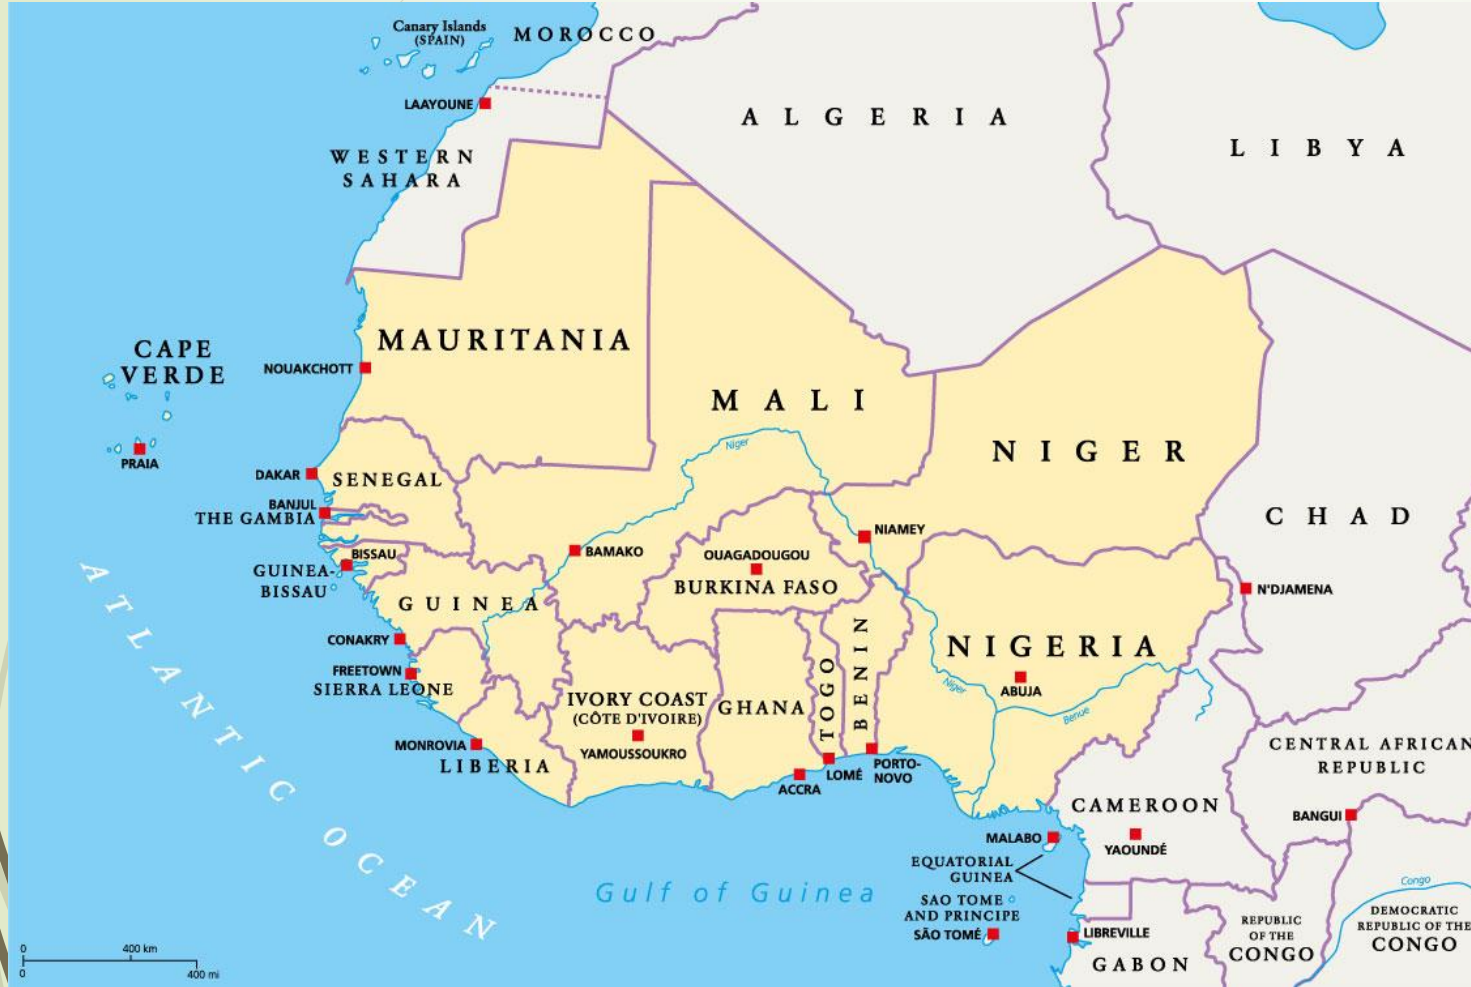 Canary Islands
(SPAIN)
MOROCCO
LAAYOUNE
ALGERIA
LIBYA
WESTERN
SAHARA
MAURITANIA
CAPE
VERDE
NOUAKCHOTT
MALI
Niger
NIGER
PRAIA
DAKAR
SENEGAL
BANJUL
THE GAMBIA
CHAD
NIAMEY
BISSAU
GUINEA-
BISSAU
BAMAKO
OUAGADOUGOU
BURKINA FASO
N'DJAMENA
GUINEA
CONAKRY
FREETOWN
SIERRA LEONE
IVORY COAST
(CÔTE D'IVOIRE)
YAMOUSSOUKRO
GHANA
TOGO
BENIN
NIGERIA
ABUJA
Niger
Benue
MONROVIA
LIBERIA
ACCRA
LOMÉ
PORTO-
NOVO
CENTRAL AFRICAN
REPUBLIC
BANGUI
CAMEROON
YAOUNDÉ
MALABO
EQUATORIAL
GUINEA
SAO TOME
AND PRINCIPE
SÃO TOMÉ
LIBREVILLE
GABON
REPUBLIC
OF THE
CONGO
Congo
DEMOCRATIC
REPUBLIC OF THE
CONGO
ATLANTIC OCEAN
Gulf of Guinea
0 400 km
0 400 mi